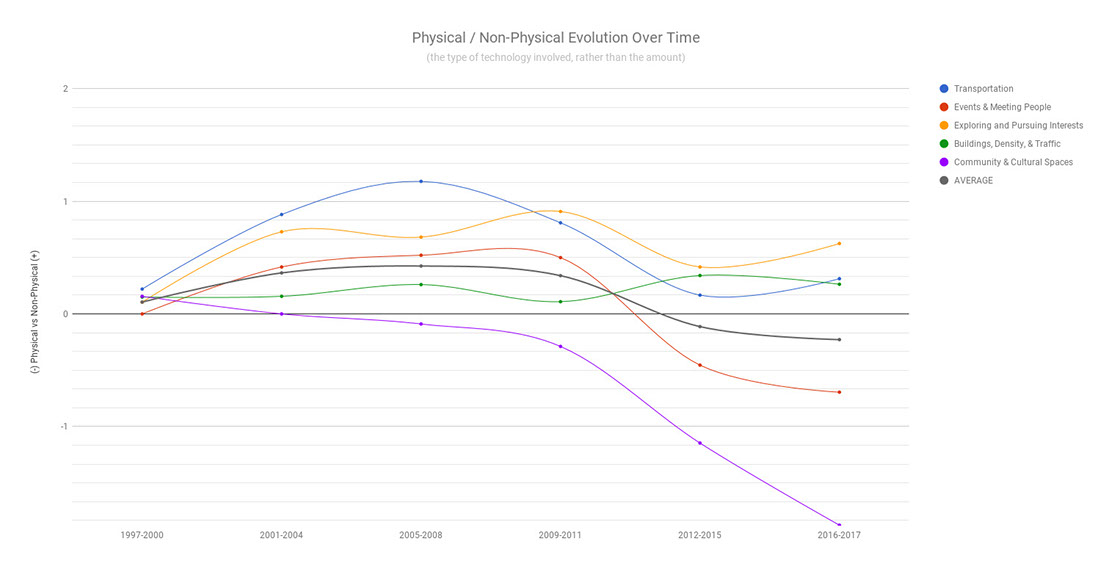 Physical / Non-Physical Evolution Over Time
(the type of technology involved, rather than the amount)
2
1
0
-1
(-) Physical vs Non-Physical (+)
1997-2000
2001-2004
2005-2008
2009-2011
2012-2015
2016-2017
Transportation
Events & Meeting People
Exploring and Pursuing Interests
Buildings, Density, & Traffic
Community & Cultural Spaces
AVERAGE